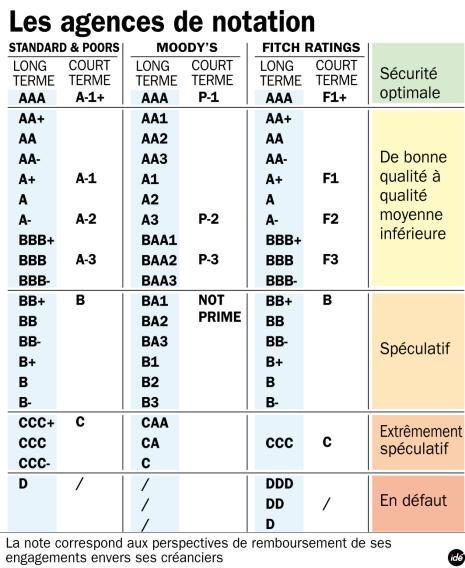 Les agences de notation
STANDARD & POORS MOODY'S FITCH RATINGS
LONG TERME COURT TERME LONG TERME COURT TERME LONG TERME COURT TERME Sécurité optimale
AAA A-1+ AAA P-1 AAA F1+
AA+ AA1 AA+
AA AA2 AA
AA- AA3 AA-
A+ A-1 A1 A+ F1
A A2 A
A- A-2 A3 P-2 A- F2
BBB+ BAA1 BBB+
BBB A-3 BAA2 P-3 BBB F3
BBB- BAA3 BBB-
De bonne
qualité à
qualité
moyenne
inférieure
BB+ B BA1 NOT BB+ B
BB BA2 PRIME BB
BB- BA3 BB-
B+ B1 B+
B B2 B
B- B3 B-
Spéculatif
CCC+ C CAA
CCC CA CCC C
CCC- C
Extrêmement
spéculatif
D / / DDD
/ DD /
/ D
En défaut
La note correspond aux perspectives de remboursement de ses
engagements envers ses créanciers
idé